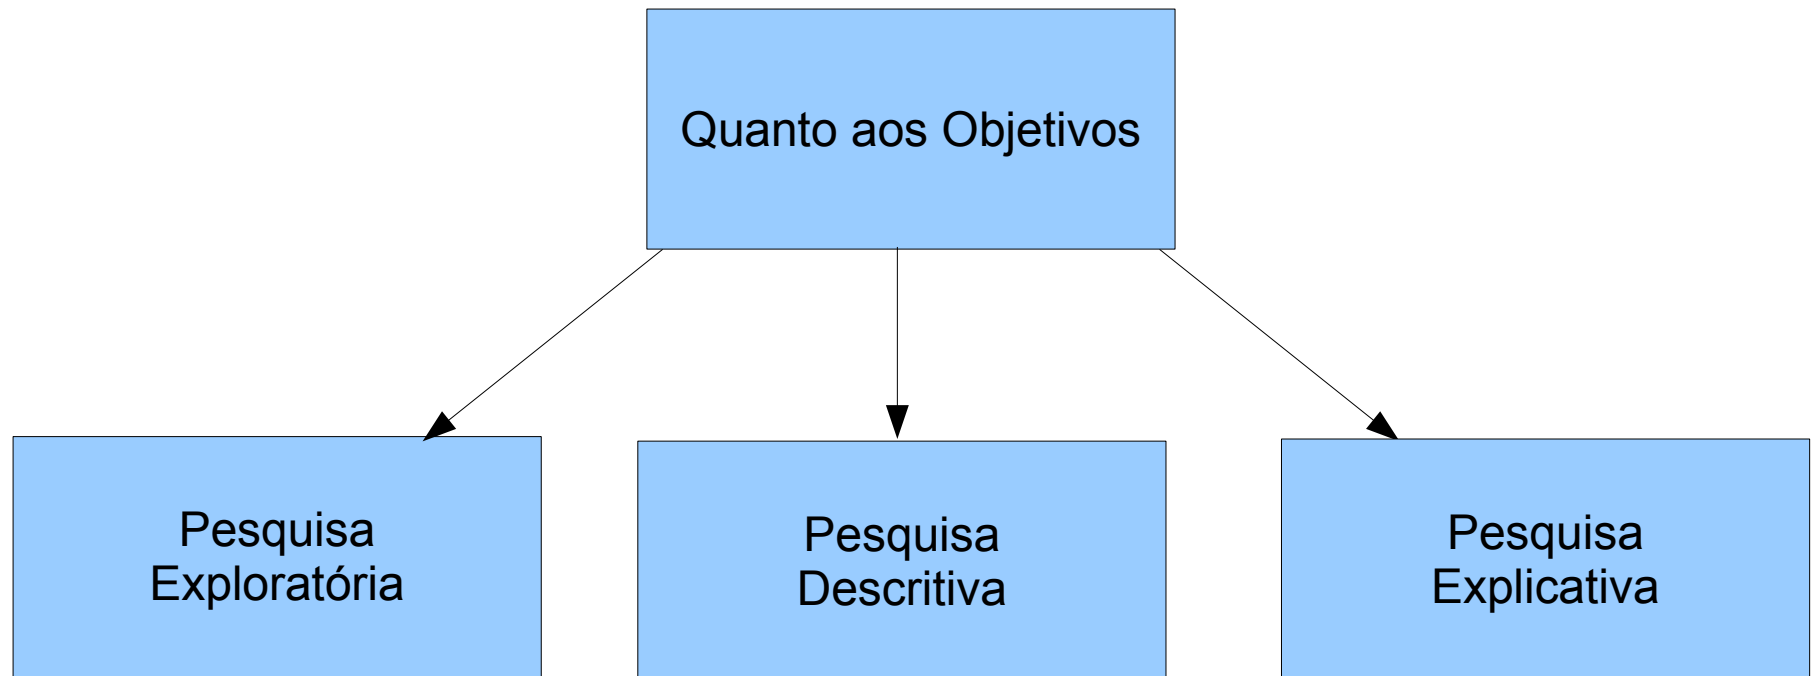 Quanto aos Objetivos
Pesquisa
Exploratória
Pesquisa
Descritiva
Pesquisa
Explicativa